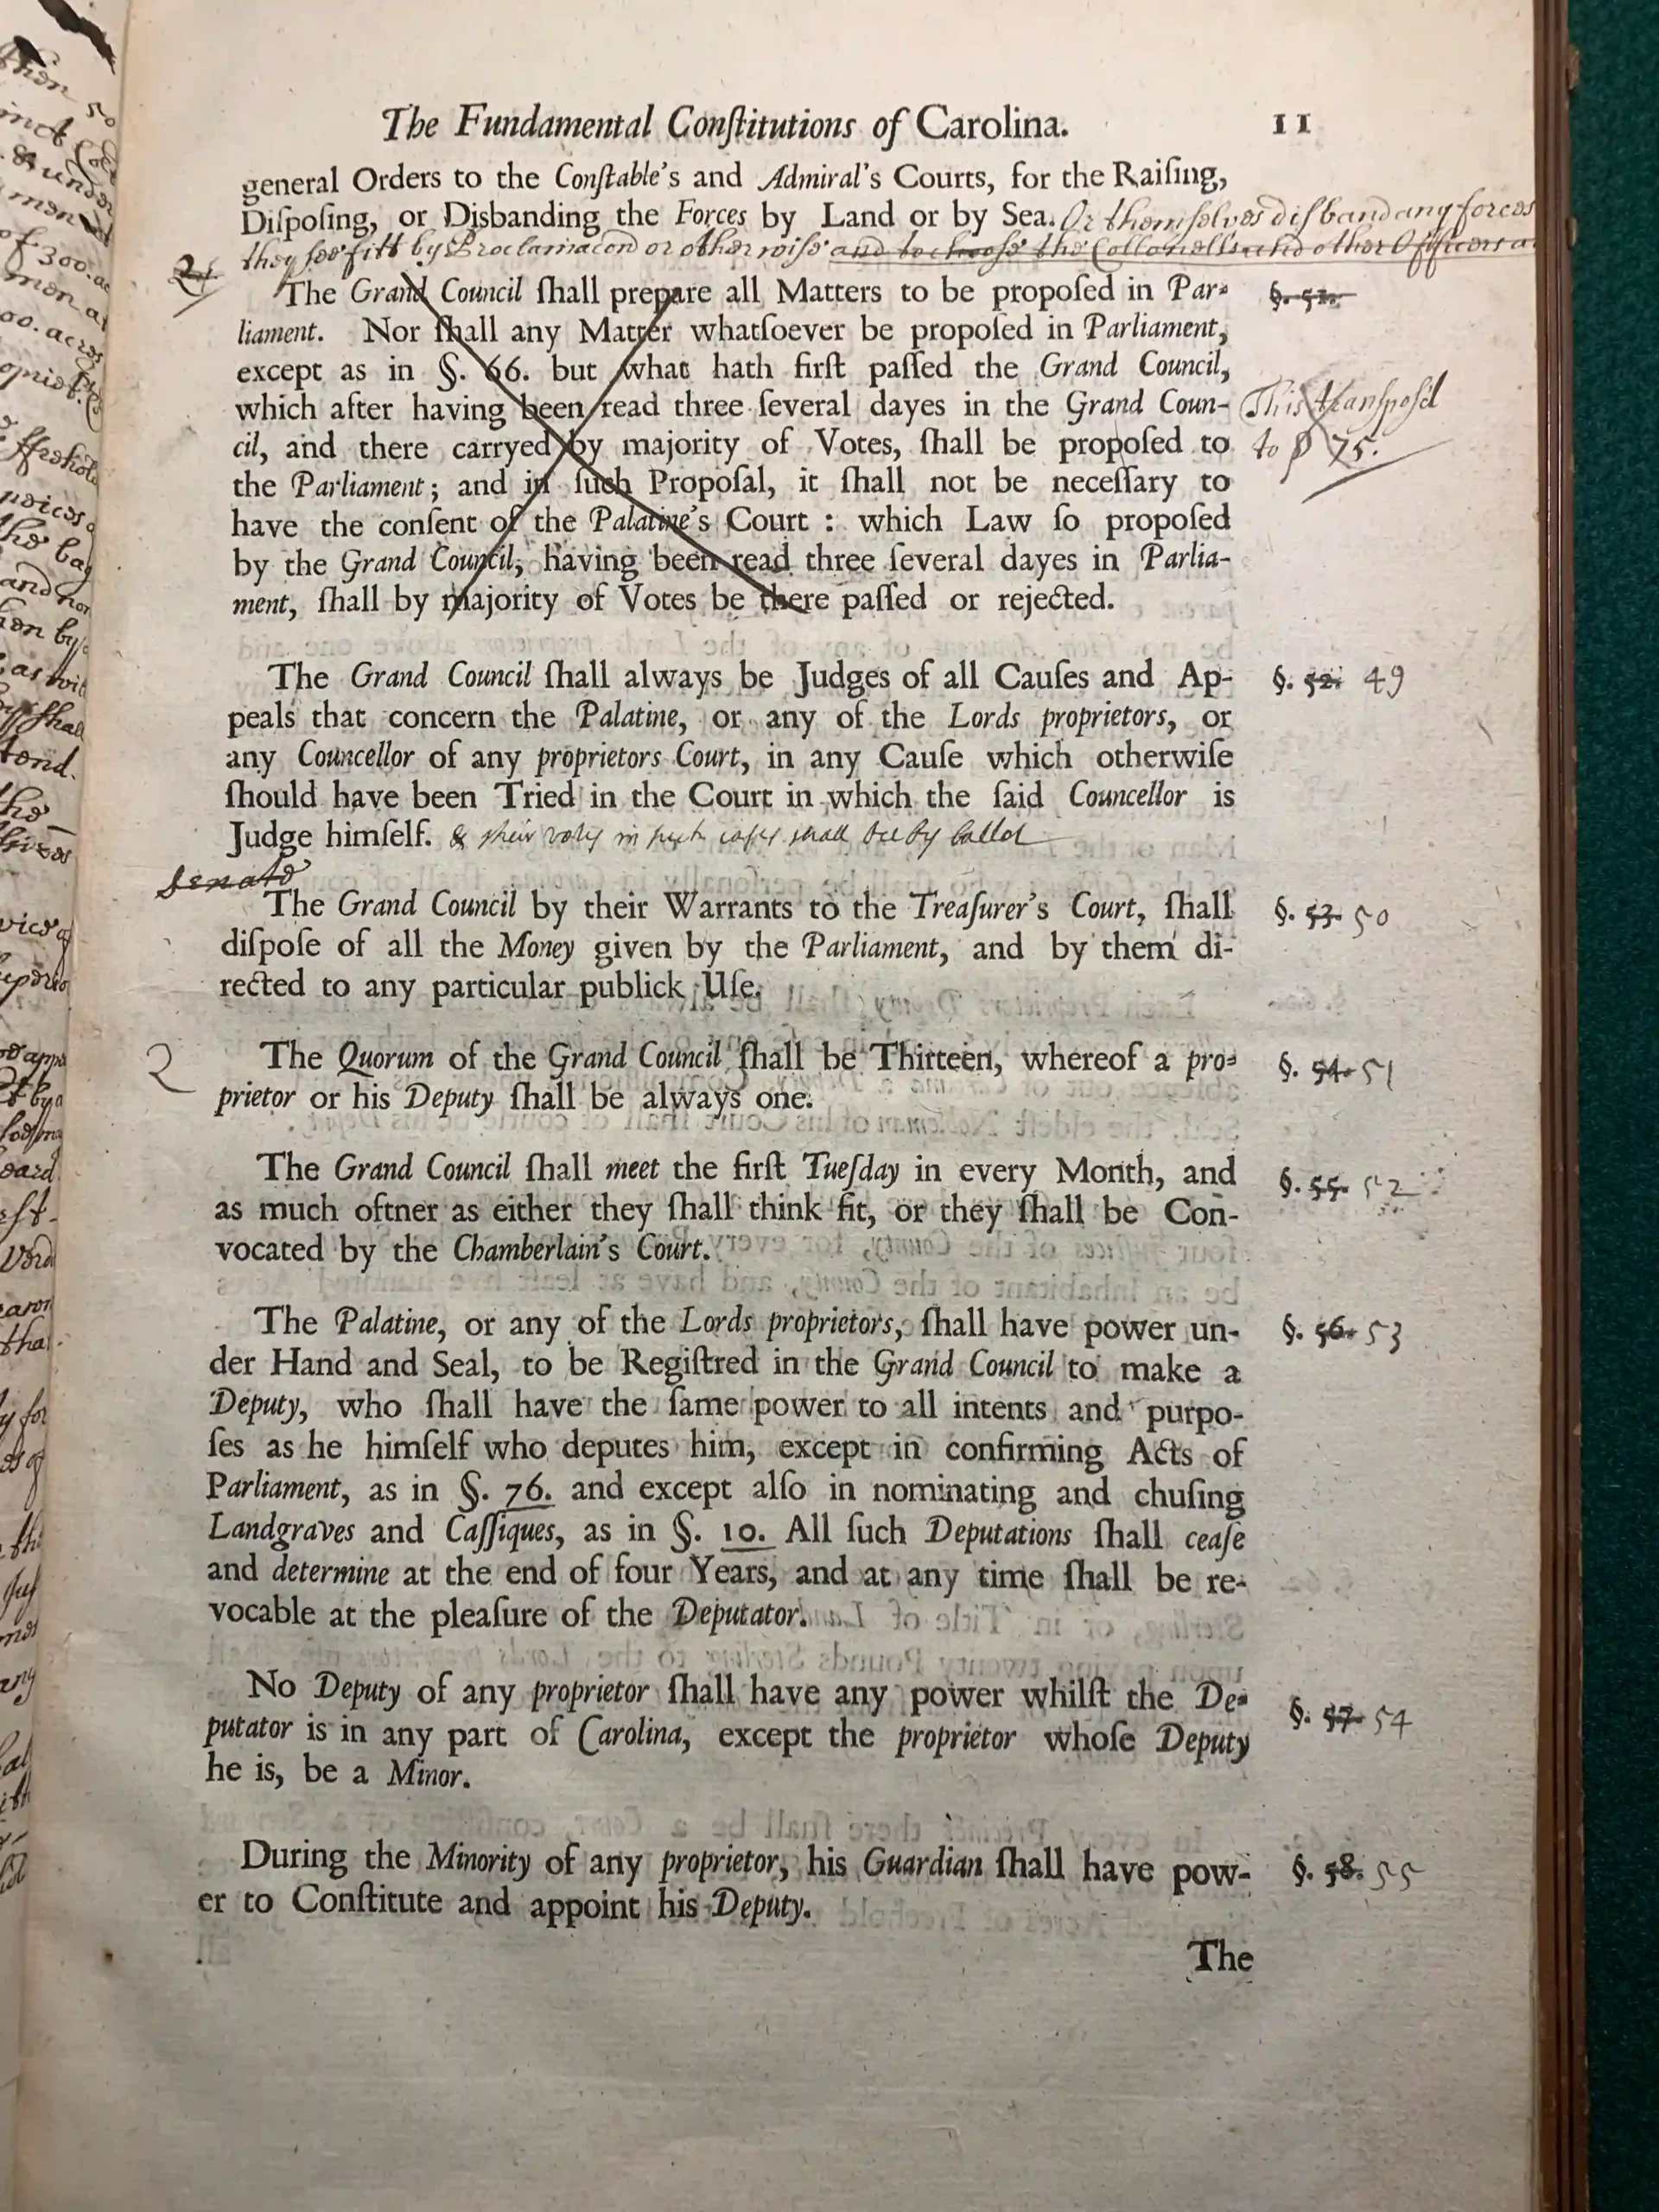 The Fundamental Conſtitutions of Carolina. 11
general Orders to the Conſtable's and Admiral's Courts, for the Raiſing,
Diſpoſing, or Disbanding the Forces by Land or by Sea. Or themſelves diſband any forces
they ſee fitt by Proclamacon or otherwiſe and to chooſe the Collonells and other Officers
The Grand Council ſhall prepare all Matters to be propoſed in Par- §. 51.
liament. Nor ſhall any Matter whatſoever be propoſed in Parliament,
except as in §. 66. but what hath firſt paſſed the Grand Council,
which after having been read three ſeveral dayes in the Grand Coun- This tranſpoſd
cil, and there carryed by majority of Votes, ſhall be propoſed to to 75.
the Parliament; and in ſuch Propoſal, it ſhall not be neceſſary to
have the conſent of the Palatine's Court : which Law ſo propoſed
by the Grand Council, having been read three ſeveral dayes in Parlia-
ment, ſhall by majority of Votes be there paſſed or rejected.
The Grand Council ſhall always be Judges of all Cauſes and Ap- §. 52. 49
peals that concern the Palatine, or any of the Lords proprietors, or
any Councellor of any proprietors Court, in any Cauſe which otherwiſe
ſhould have been Tried in the Court in which the ſaid Councellor is
Judge himſelf. & their votes in such caſes shall bee by ballot
Senate
The Grand Council by their Warrants to the Treaſurer's Court, ſhall §. 53. 50
diſpoſe of all the Money given by the Parliament, and by them di-
rected to any particular publick Uſe.
2 The Quorum of the Grand Council ſhall be Thirteen, whereof a pro- §. 54. 51
prietor or his Deputy ſhall be always one.
The Grand Council ſhall meet the firſt Tueſday in every Month, and §. 55. 52
as much oftner as either they ſhall think fit, or they ſhall be Con-
vocated by the Chamberlain's Court.
The Palatine, or any of the Lords proprietors, ſhall have power un- §. 56. 53
der Hand and Seal, to be Regiſtred in the Grand Council to make a
Deputy, who ſhall have the ſame power to all intents and purpo-
ſes as he himſelf who deputes him, except in confirming Acts of
Parliament, as in §. 76. and except alſo in nominating and chuſing
Landgraves and Caſſiques, as in §. 10. All ſuch Deputations ſhall ceaſe
and determine at the end of four Years, and at any time ſhall be re-
vocable at the pleaſure of the Deputator.
No Deputy of any proprietor ſhall have any power whilſt the De- §. 57. 54
putator is in any part of Carolina, except the proprietor whoſe Deputy
he is, be a Minor.
During the Minority of any proprietor, his Guardian ſhall have pow- §. 58. 55
er to Conſtitute and appoint his Deputy.
The